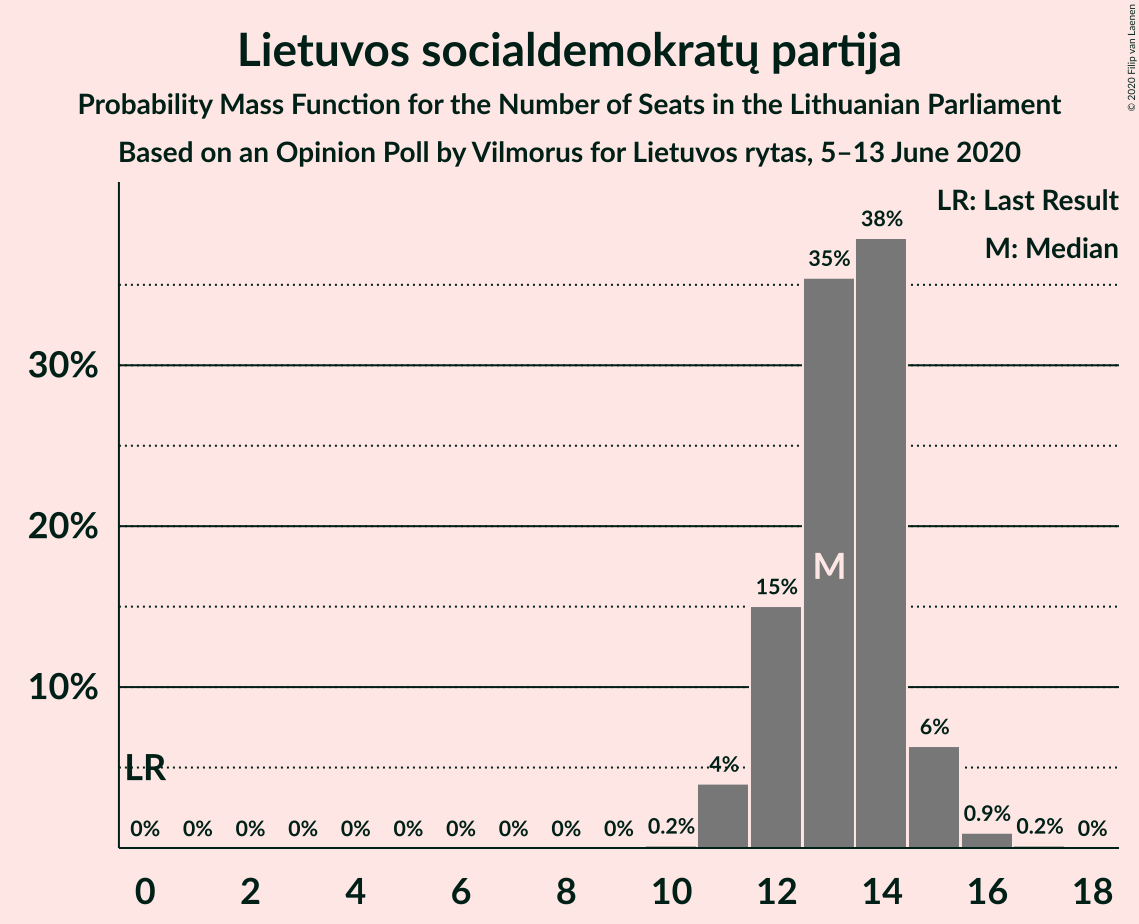 Lietuvos socialdemokratų partija
Probability Mass Function for the Number of Seats in the Lithuanian Parliament
Based on an Opinion Poll by Vilmorus for Lietuvos rytas, 5–13 June 2020
© 2020 Filip van Laenen
LR: Last Result
M: Median
38%
35%
30%
20%
M
15%
10%
6%
LR
4%
0% 0% 0% 0% 0% 0% 0% 0% 0% 0% 0.2% 0.9% 0.2% 0%
0 2 4 6 8 10 12 14 16 18